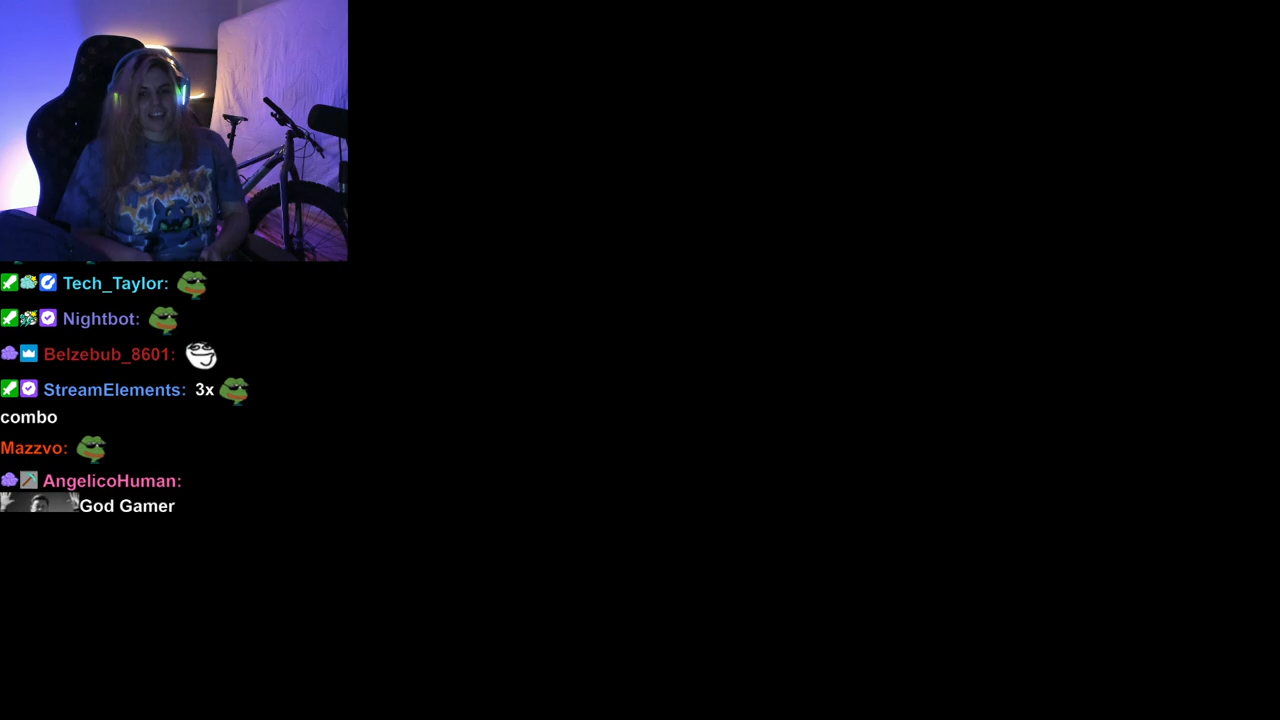 Tech_Taylor:
Nightbot:
Belzebub_8601:
StreamElements: 3x
combo
Mazzvo:
AngelicoHuman:
God Gamer